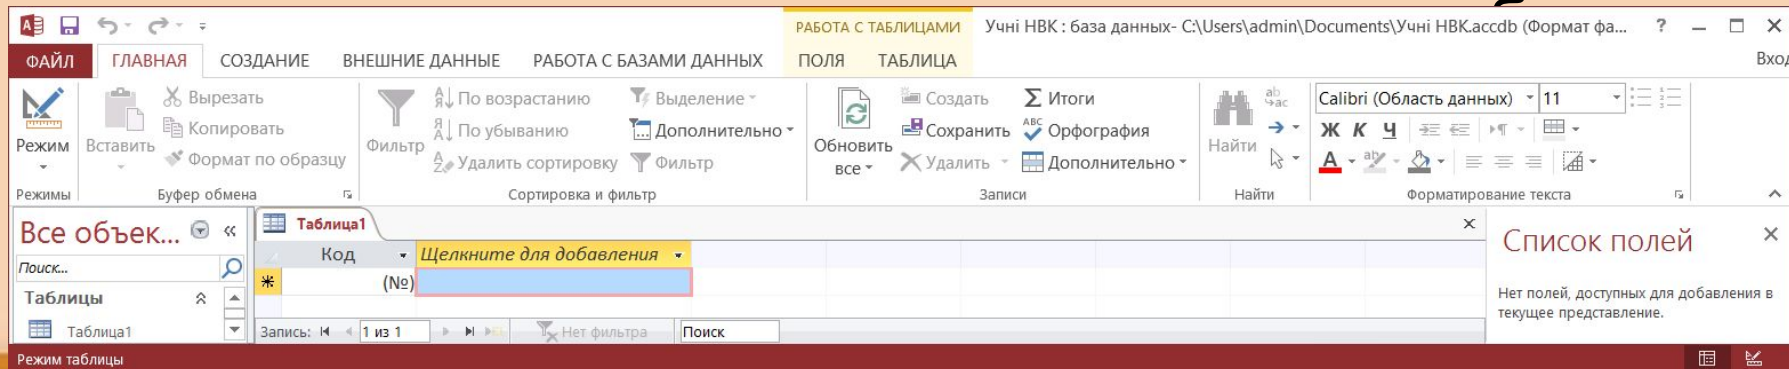 РАБОТА С ТАБЛИЦАМИ Учні НВК : база данных- C:\Users\admin\Documents\Учні НВК.accdb (Формат фа... ?
ФАЙЛ ГЛАВНАЯ СОЗДАНИЕ ВНЕШНИЕ ДАННЫЕ РАБОТА С БАЗАМИ ДАННЫХ ПОЛЯ ТАБЛИЦА Вход
Режим
Режимы
Вставить
Вырезать
Копировать
Формат по образцу
Буфер обмена
Фильтр
По возрастанию
По убыванию
Удалить сортировку
Выделение
Дополнительно
Фильтр
Сортировка и фильтр
Обновить
все
Создать
Сохранить
Удалить
Итоги
Орфография
Дополнительно
Записи
Найти
Найти
Calibri (Область данных) 11
Ж К Ч
Форматирование текста
Все объек...
Поиск...
Таблицы
Таблица1
Таблица1
Код Щелкните для добавления
(№)
Запись: 1 из 1 Нет фильтра Поиск
Список полей
Нет полей, доступных для добавления в
текущее представление.
Режим таблицы